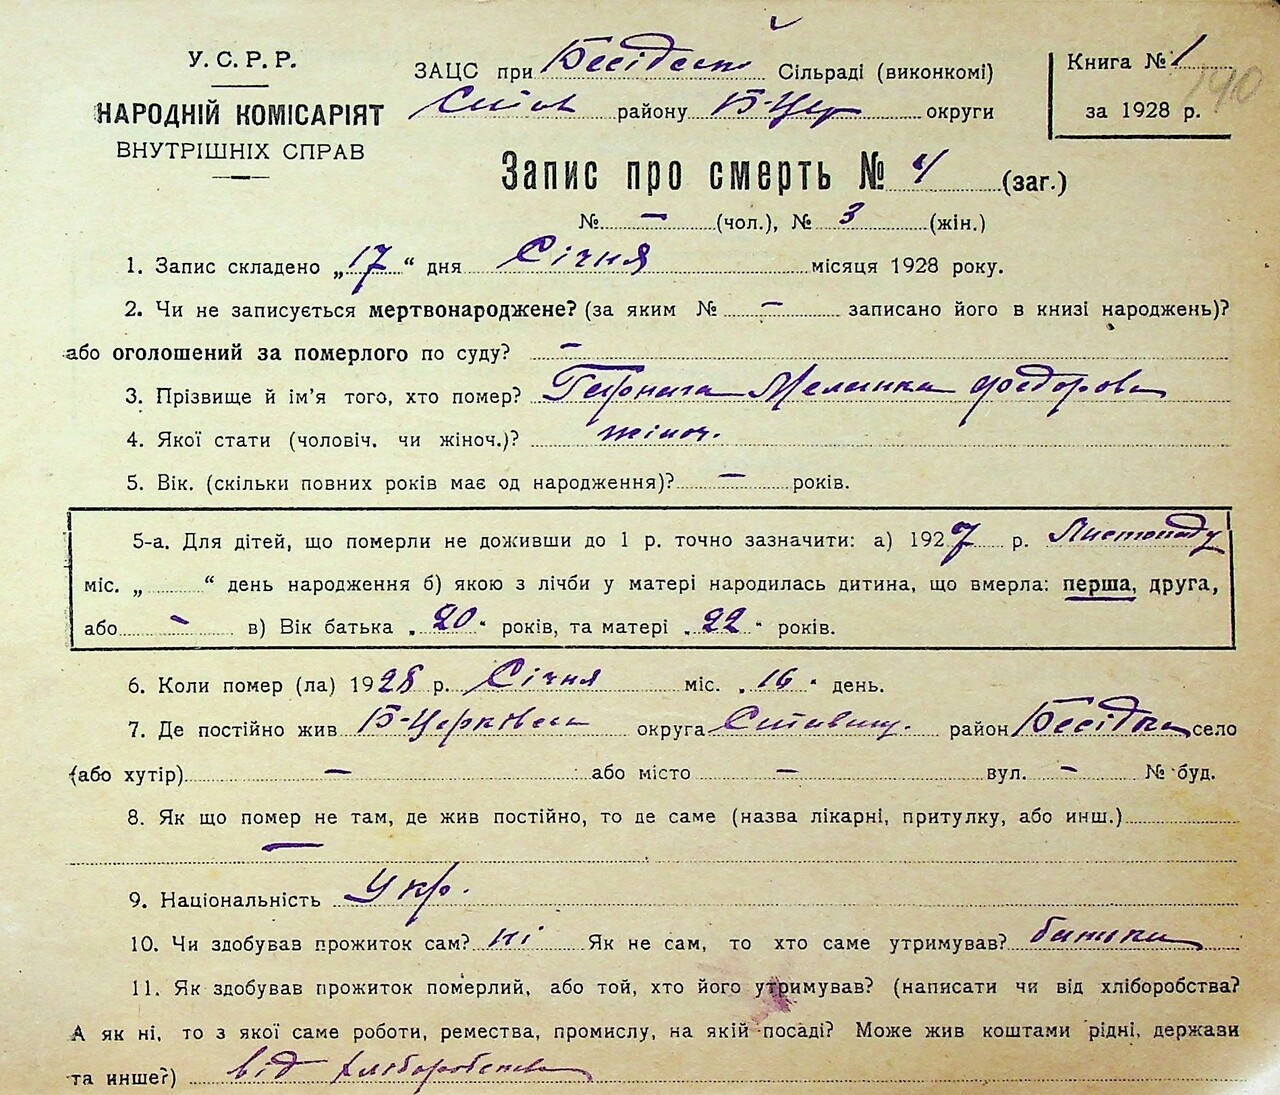 У.С.Р.Р.
НАРОДНІЙ КОМІСАРІЯТ
ВНУТРІШНІХ СПРАВ
ЗАЦС при Бесідській Сільраді (виконкомі)
Став району Б-Цер округи
Книга № 1
190
за 1928 р.
Запис про смерть № 4 (заг.)
№ — (чол.), № 3 (жін.)
1. Запис складено „17“ дня Січня місяця 1928 року.
2. Чи не записується мертвонароджене? (за яким № — записано його в книзі народжень)?
або оголошений за померлого по суду? —
3. Прізвище й ім’я того, хто помер? Меланка Федорова
4. Якої стати (чоловіч. чи жіноч.)? жіноч.
5. Вік. (скільки повних років має од народження)? — років.
5-а. Для дітей, що померли не доживши до 1 р. точно зазначити: а) 1927 р. Листопаду
міс. „ “ день народження б) якою з лічби у матері народилась дитина, що вмерла: перша, друга,
або - в) Вік батька „20“ років, та матері „22“ років.
6. Коли помер (ла) 1928 р. Січня міс. „16“ день.
7. Де постійно жив Б-Церківська округа Ставищ. район Бесідка село
(або хутір) — або місто — вул. — № буд.
8. Як що помер не там, де жив постійно, то де саме (назва лікарні, притулку, або инш.)
—
9. Національність Укр.
10. Чи здобував прожиток сам? ні Як не сам, то хто саме утримував? батьки
11. Як здобував прожиток померлий, або той, хто його утримував? (написати чи від хліборобства?
А як ні, то з якої саме роботи, ремества, промислу, на якій посаді? Може жив коштами рідні, держави
та инше?) від хліборобства